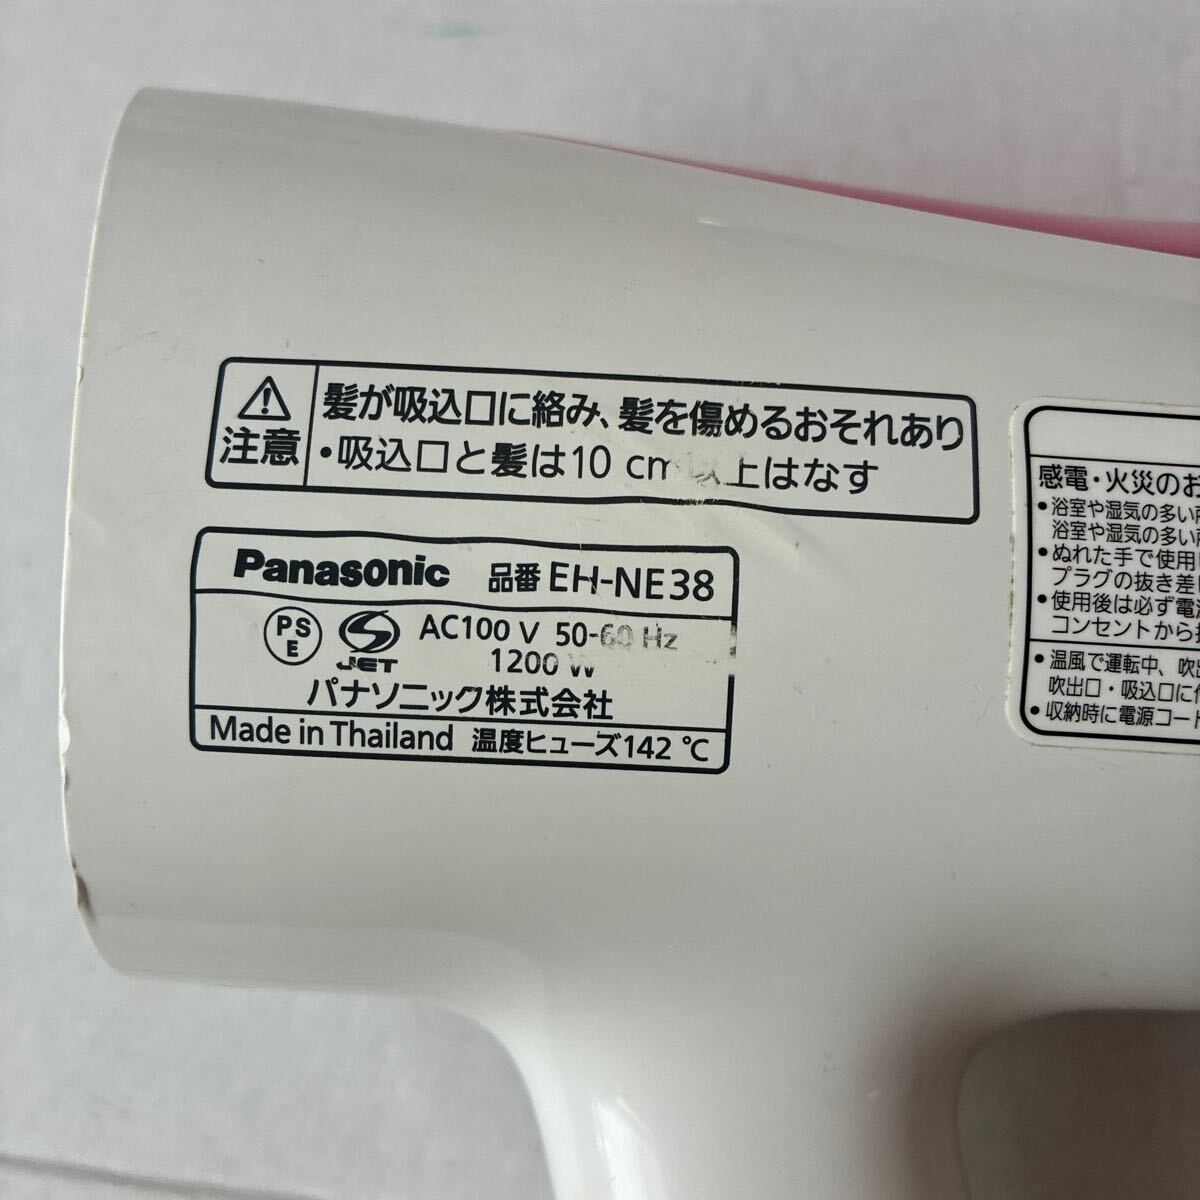 注意
髪が吸込口に絡み、髪を傷めるおそれあり
・吸込口と髪は10 cm以上はなす
Panasonic 品番 EH-NE38
PS
E
JET
AC100 V 50-60 Hz
1200 W
パナソニック株式会社
Made in Thailand 温度ヒューズ142 ℃
感電・火災のお
・浴室や湿気の多い所
浴室や湿気の多い所
・ぬれた手で使用
プラグの抜き差し
・使用後は必ず電源
コンセントから
・温風で運転中、吹出
吹出口・吸込口に
・収納時に電源コード